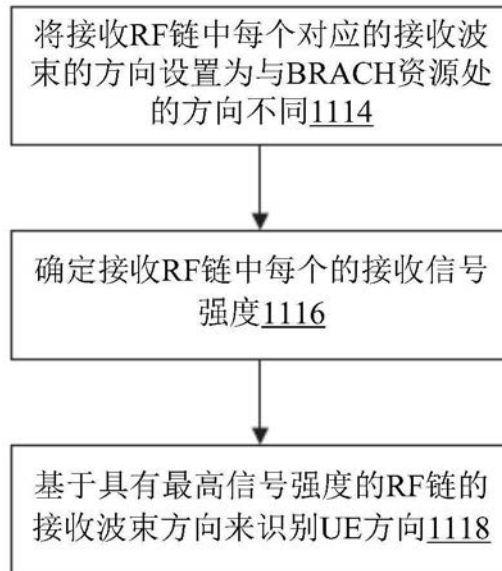 将接收RF链中每个对应的接收波
束的方向设置为与BRACH资源处
的方向不同1114
确定接收RF链中每个的接收信号
强度1116
基于具有最高信号强度的RF链的
接收波束方向来识别UE方向1118